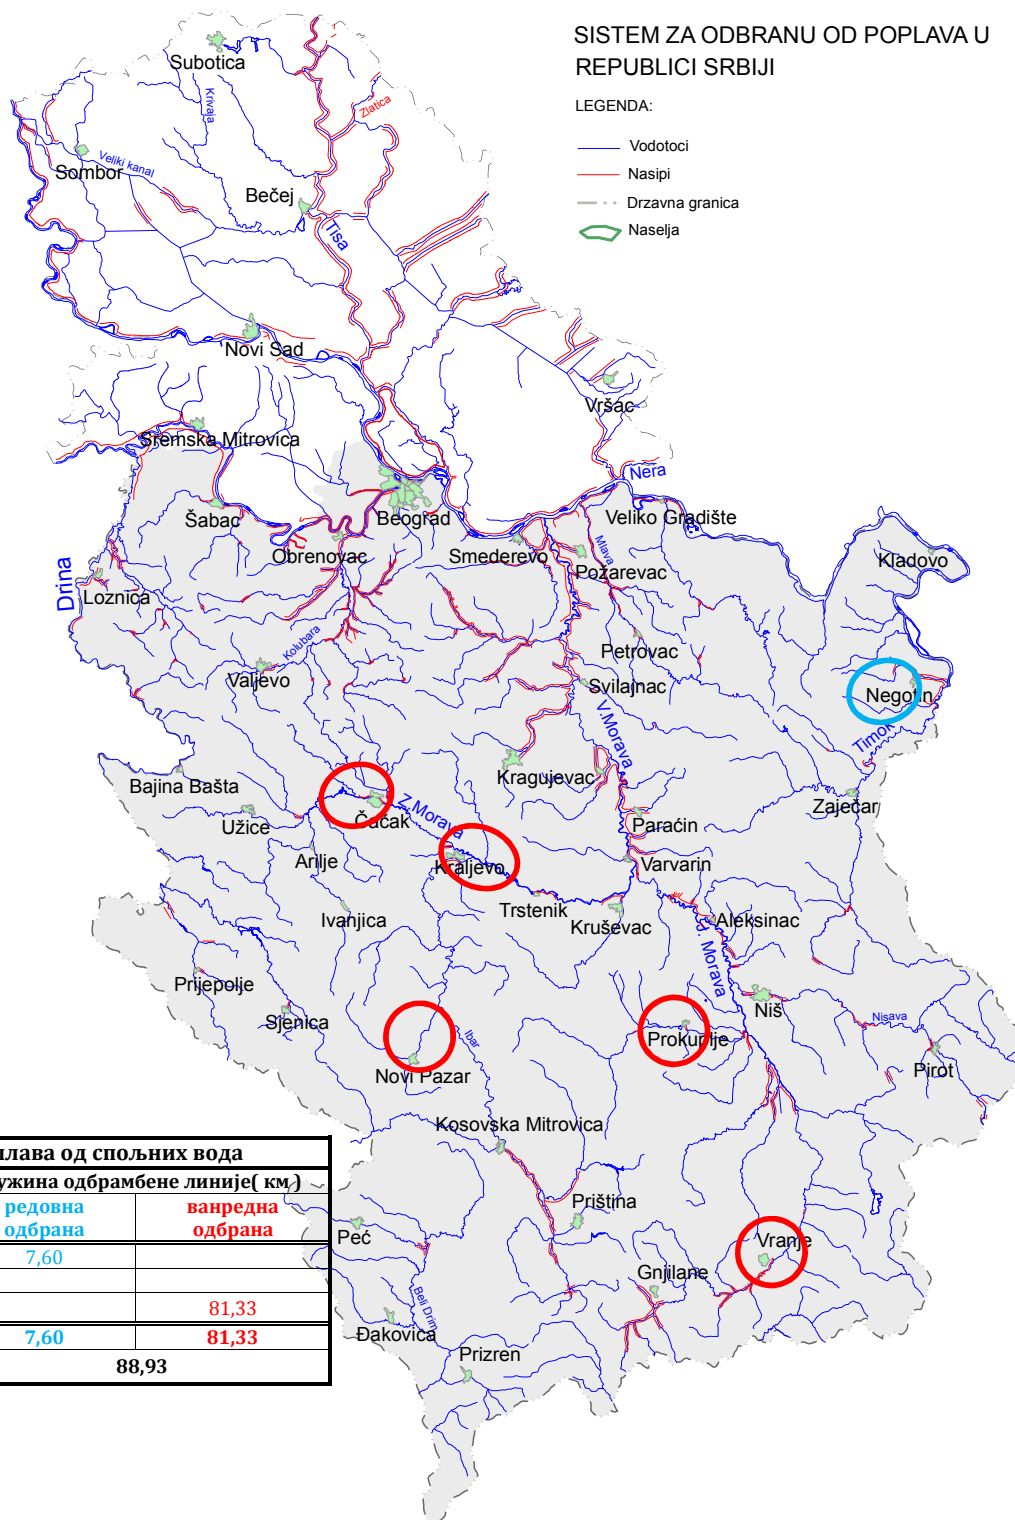 SISTEM ZA ODBRANU OD POPLAVA U
REPUBLICI SRBIJI
LEGENDA:
Vodotoci
Nasipi
Drzavna granica
Naselja
Subotica
Krivaja
Zlatica
Sombor
Veliki kanal
Bečej
Tisa
Novi Sad
Vršac
Sremska Mitrovica
Nera
Šabac
Beograd
Veliko Gradište
Obrenovac
Smederevo
Mlava
Požarevac
Kladovo
Drina
Loznica
Kolubara
Petrovac
Valjevo
Svilajnac
Negotin
V.Morava
Timok
Bajina Bašta
Kragujevac
Zaječar
Užice
Čačak
Z.Morava
Paraćin
Arilje
Kraljevo
Varvarin
Ivanjica
Trstenik
Kruševac
Aleksinac
J. Morava
Prijepolje
Sjenica
Niš
Nisava
Ibar
Prokuplje
Novi Pazar
Pirot
Kosovska Mitrovica
Priština
Peć
Vranje
Gnjilane
Beli Drim
Đakovica
Prizren
лава од спољних вода
ужина одбрамбене линије( км )
редовна одбрана
ванредна одбрана
7,60
81,33
7,60 81,33
88,93